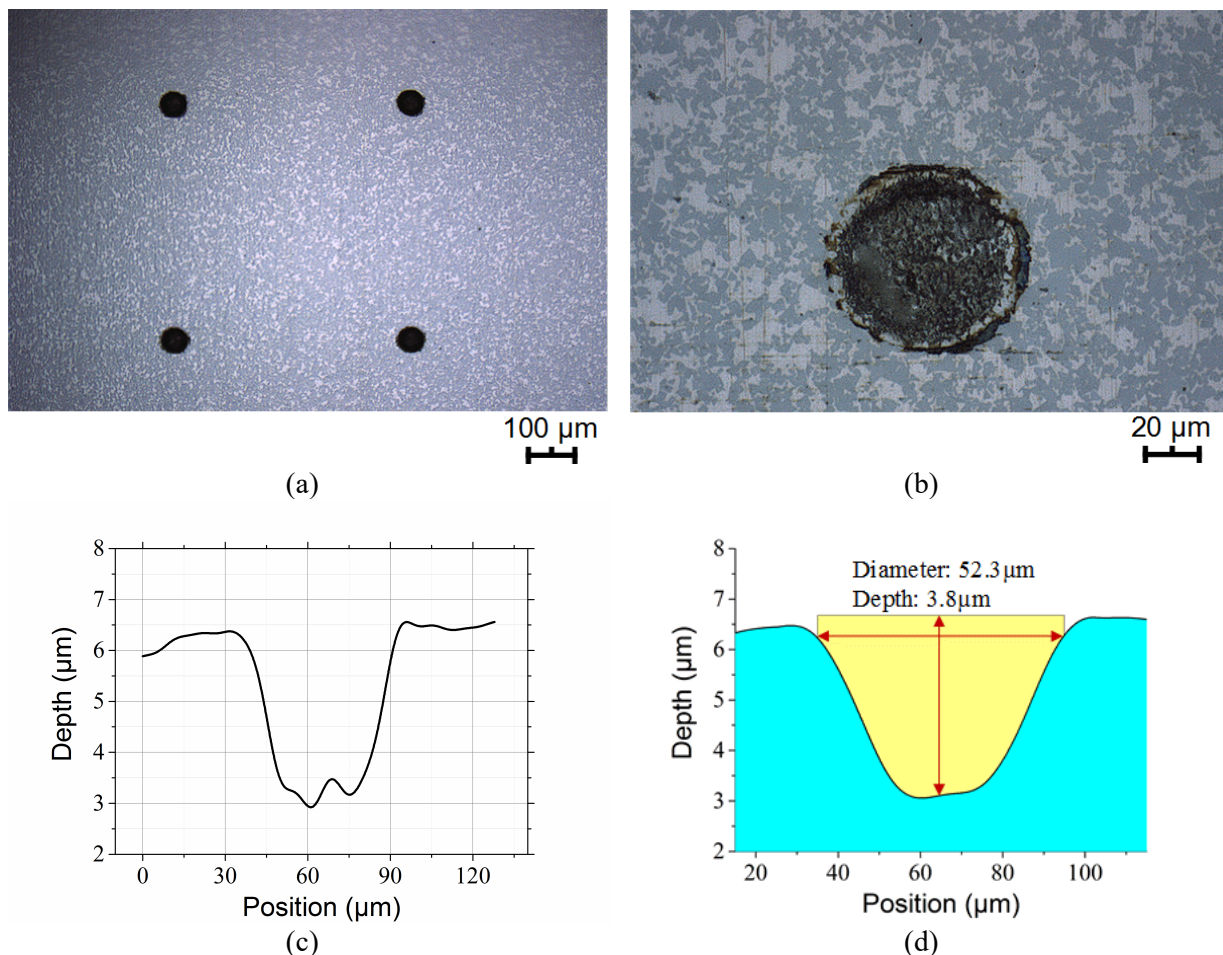 100 µm
20 µm
(a)
(b)
8
7
6
5
4
3
2
Depth (µm)
0
30
60
90
120
Position (µm)
(c)
8
7
6
5
4
3
2
Depth (µm)
Diameter: 52.3µm
Depth: 3.8µm
20
40
60
80
100
Position (µm)
(d)